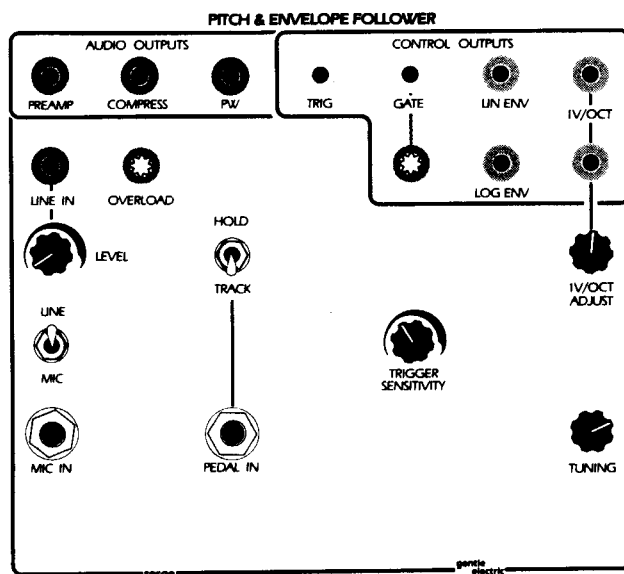 PITCH & ENVELOPE FOLLOWER
AUDIO OUTPUTS
CONTROL OUTPUTS
PREAMP
COMPRESS
PW
TRIG
GATE
LIN ENV
1V/OCT
LINE IN
OVERLOAD
LOG ENV
HOLD
LEVEL
TRACK
1V/OCT
ADJUST
LINE
MIC
TRIGGER
SENSITIVITY
MIC IN
PEDAL IN
TUNING
gentle
electric